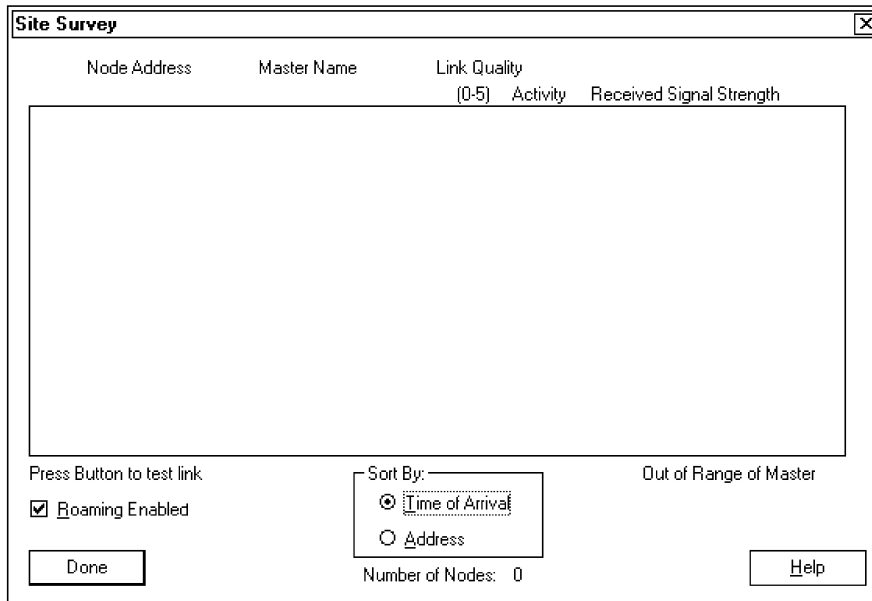 Site Survey
Node Address Master Name Link Quality
(0-5) Activity Received Signal Strength
Press Button to test link
Roaming Enabled
Sort By:
Time of Arrival
Address
Out of Range of Master
Done
Number of Nodes: 0
Help